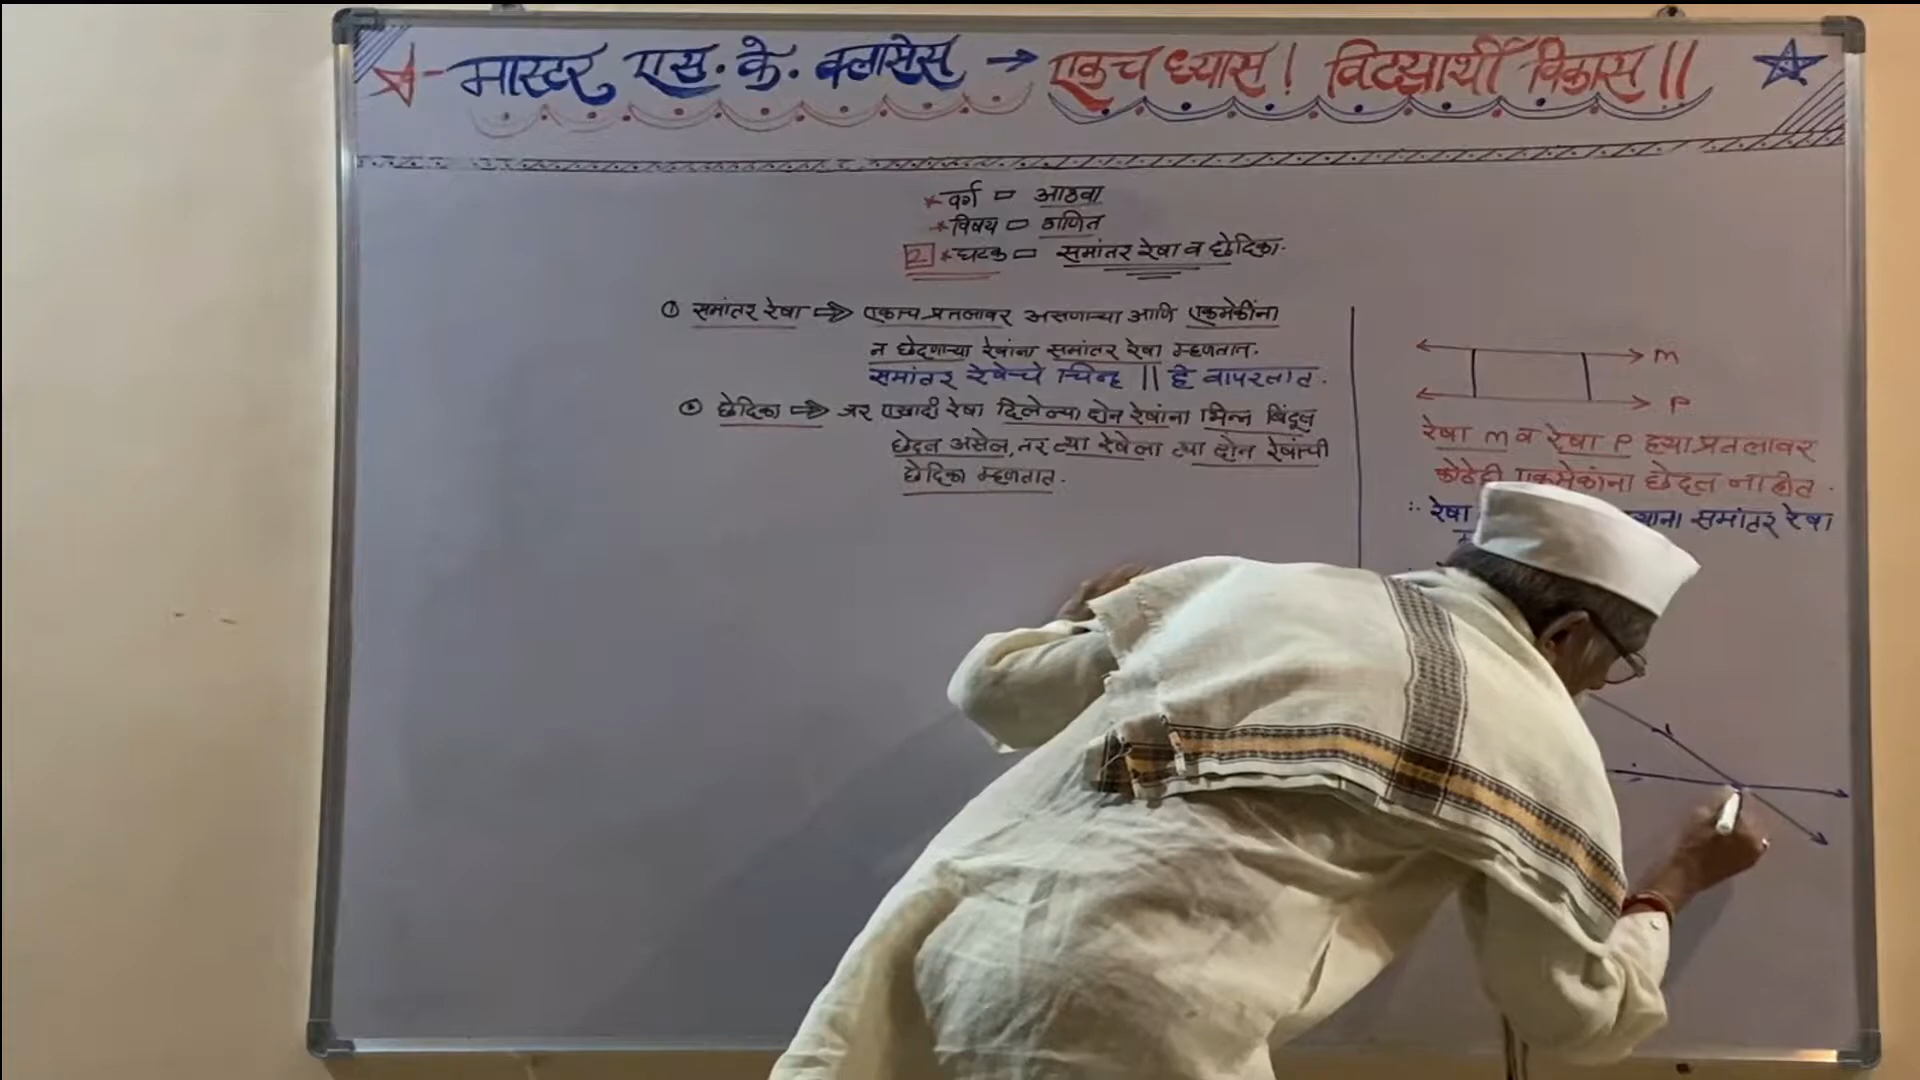 मास्टर एस. के. क्लासेस → एकच ध्यास! विद्यार्थी विकास ||
* वर्ग ⇨ आठवा
* विषय ⇨ गणित
2 * घटक ⇨ समांतर रेषा व छेदिका.
① समांतर रेषा ⇒ एकाच प्रतलावर असणाऱ्या आणि एकमेकींना
न छेदणाऱ्या रेषांना समांतर रेषा म्हणतात.
समांतर रेषेचे चिन्ह || हे वापरतात.
② छेदिका ⇒ जर एखादी रेषा दिलेल्या दोन रेषांना भिन्न बिंदूत
छेदत असेल, तर त्या रेषेला त्या दोन रेषांची
छेदिका म्हणतात.
m
P
रेषा m व रेषा P ह्या प्रतलावर
कोठेही एकमेकांना छेदत नाहीत.
∴ रेषा समांतर रेषा